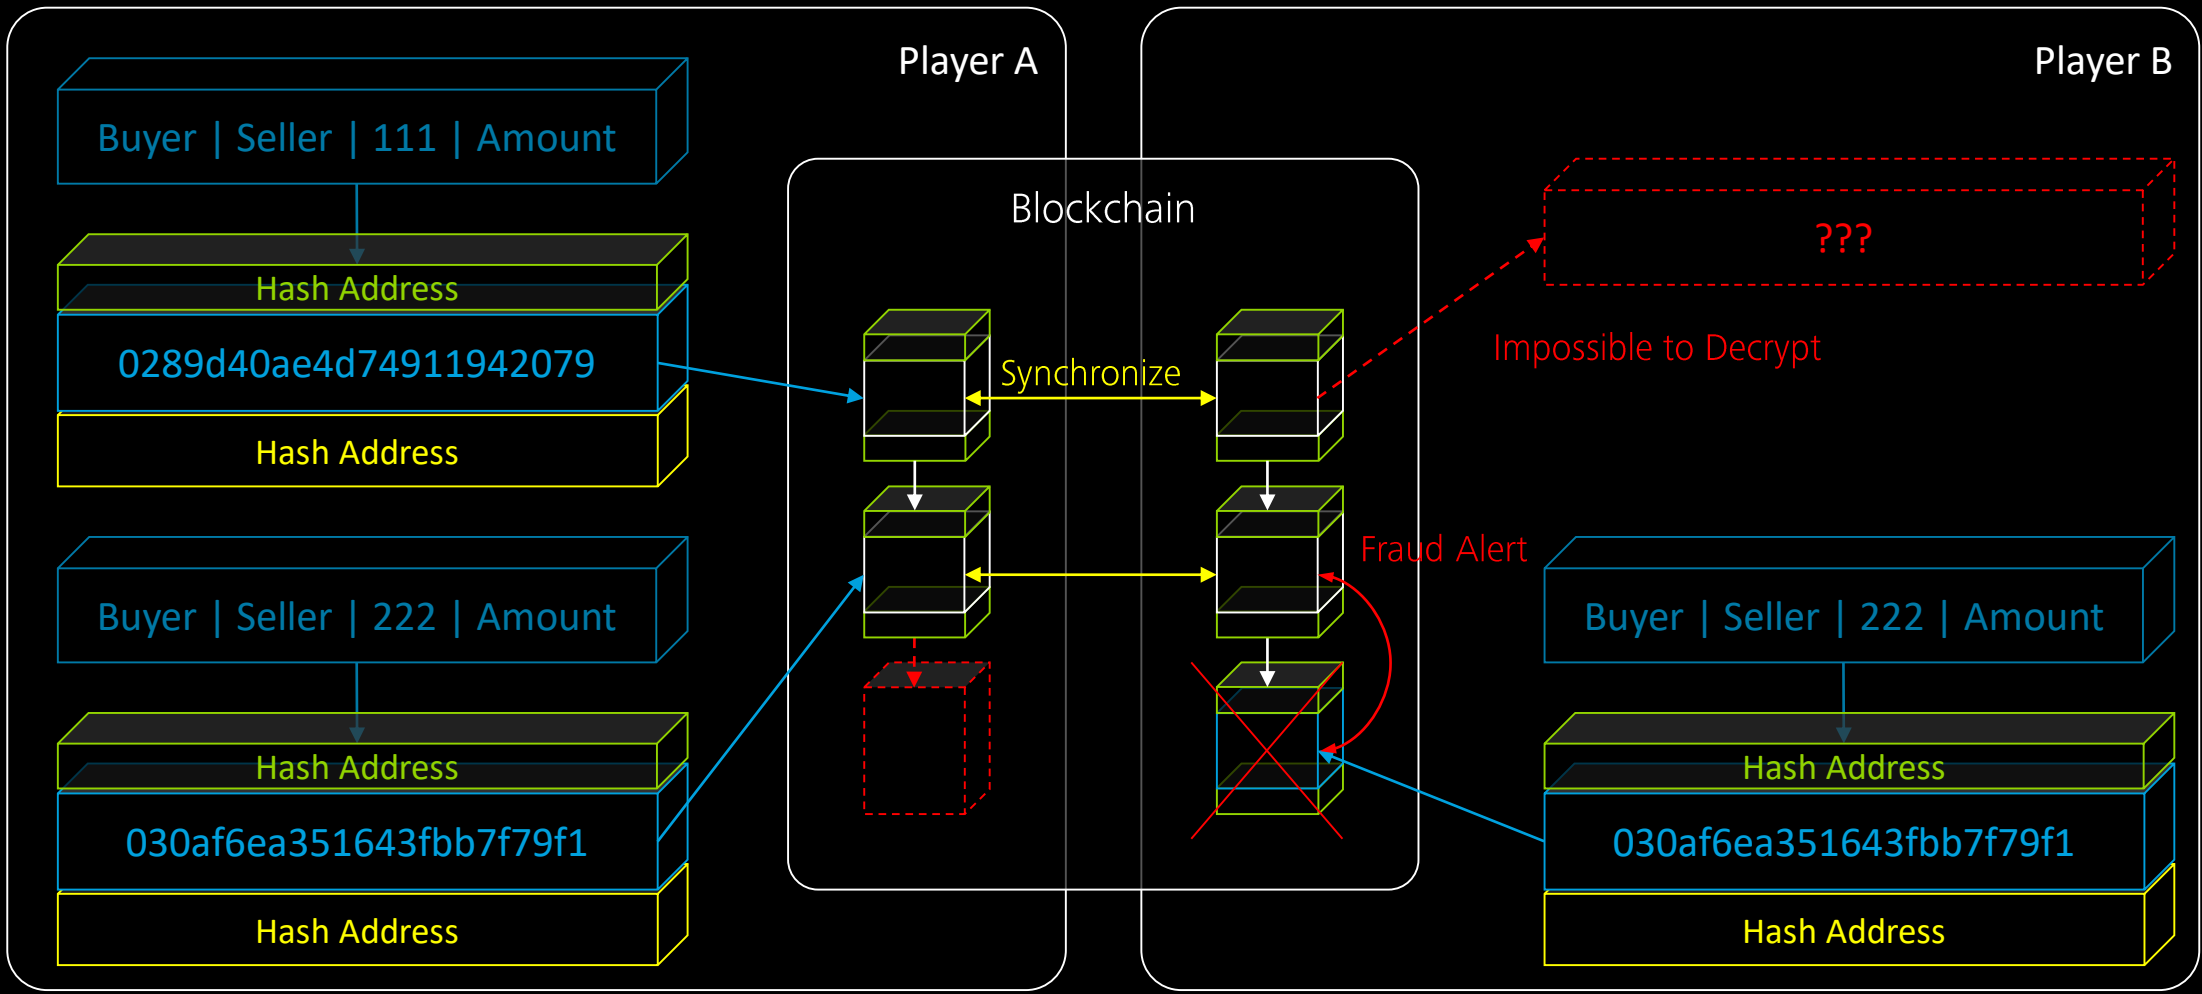 Player A
Buyer | Seller | 111 | Amount
Hash Address
0289d40ae4d74911942079
Hash Address
Buyer | Seller | 222 | Amount
Hash Address
030af6ea351643fbb7f79f1
Hash Address
Blockchain
Synchronize
Player B
???
Impossible to Decrypt
Fraud Alert
Buyer | Seller | 222 | Amount
Hash Address
030af6ea351643fbb7f79f1
Hash Address